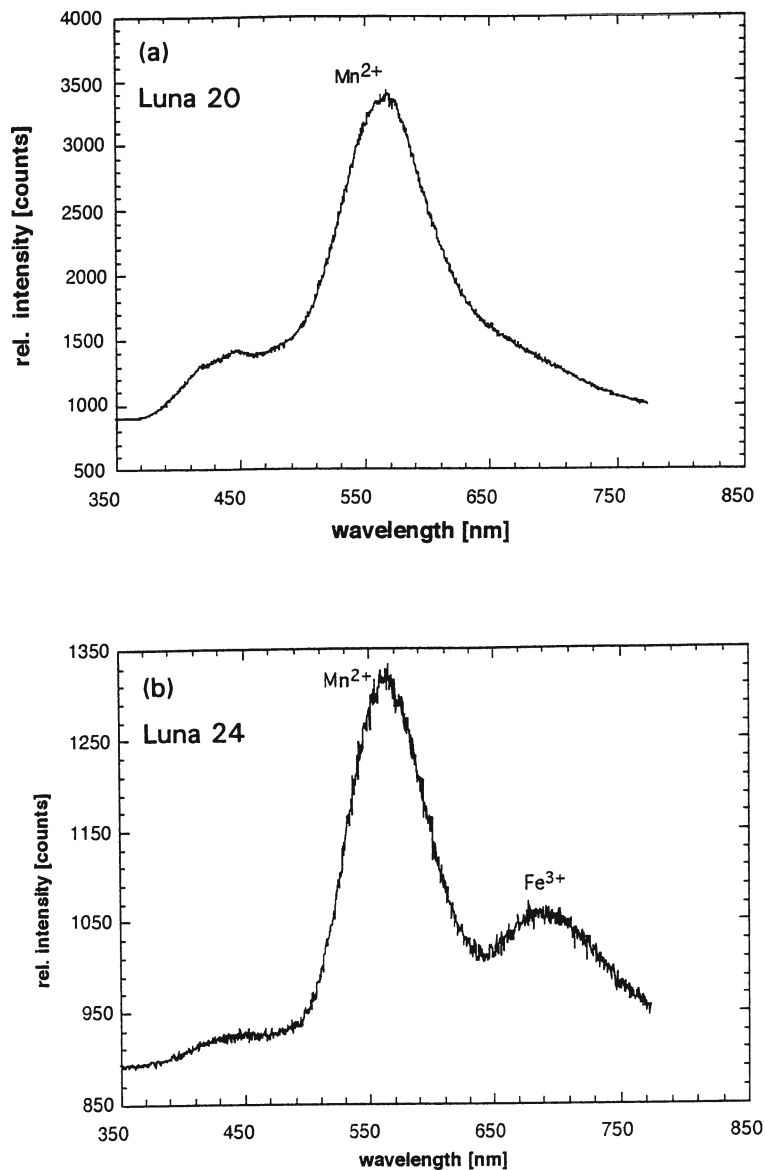 (a)
Luna 20
Mn2+
rel. intensity [counts]
4000
3500
3000
2500
2000
1500
1000
500
350 450 550 650 750 850
wavelength [nm]
(b)
Luna 24
Mn2+
Fe3+
rel. intensity [counts]
1350
1250
1150
1050
950
850
350 450 550 650 750 850
wavelength [nm]